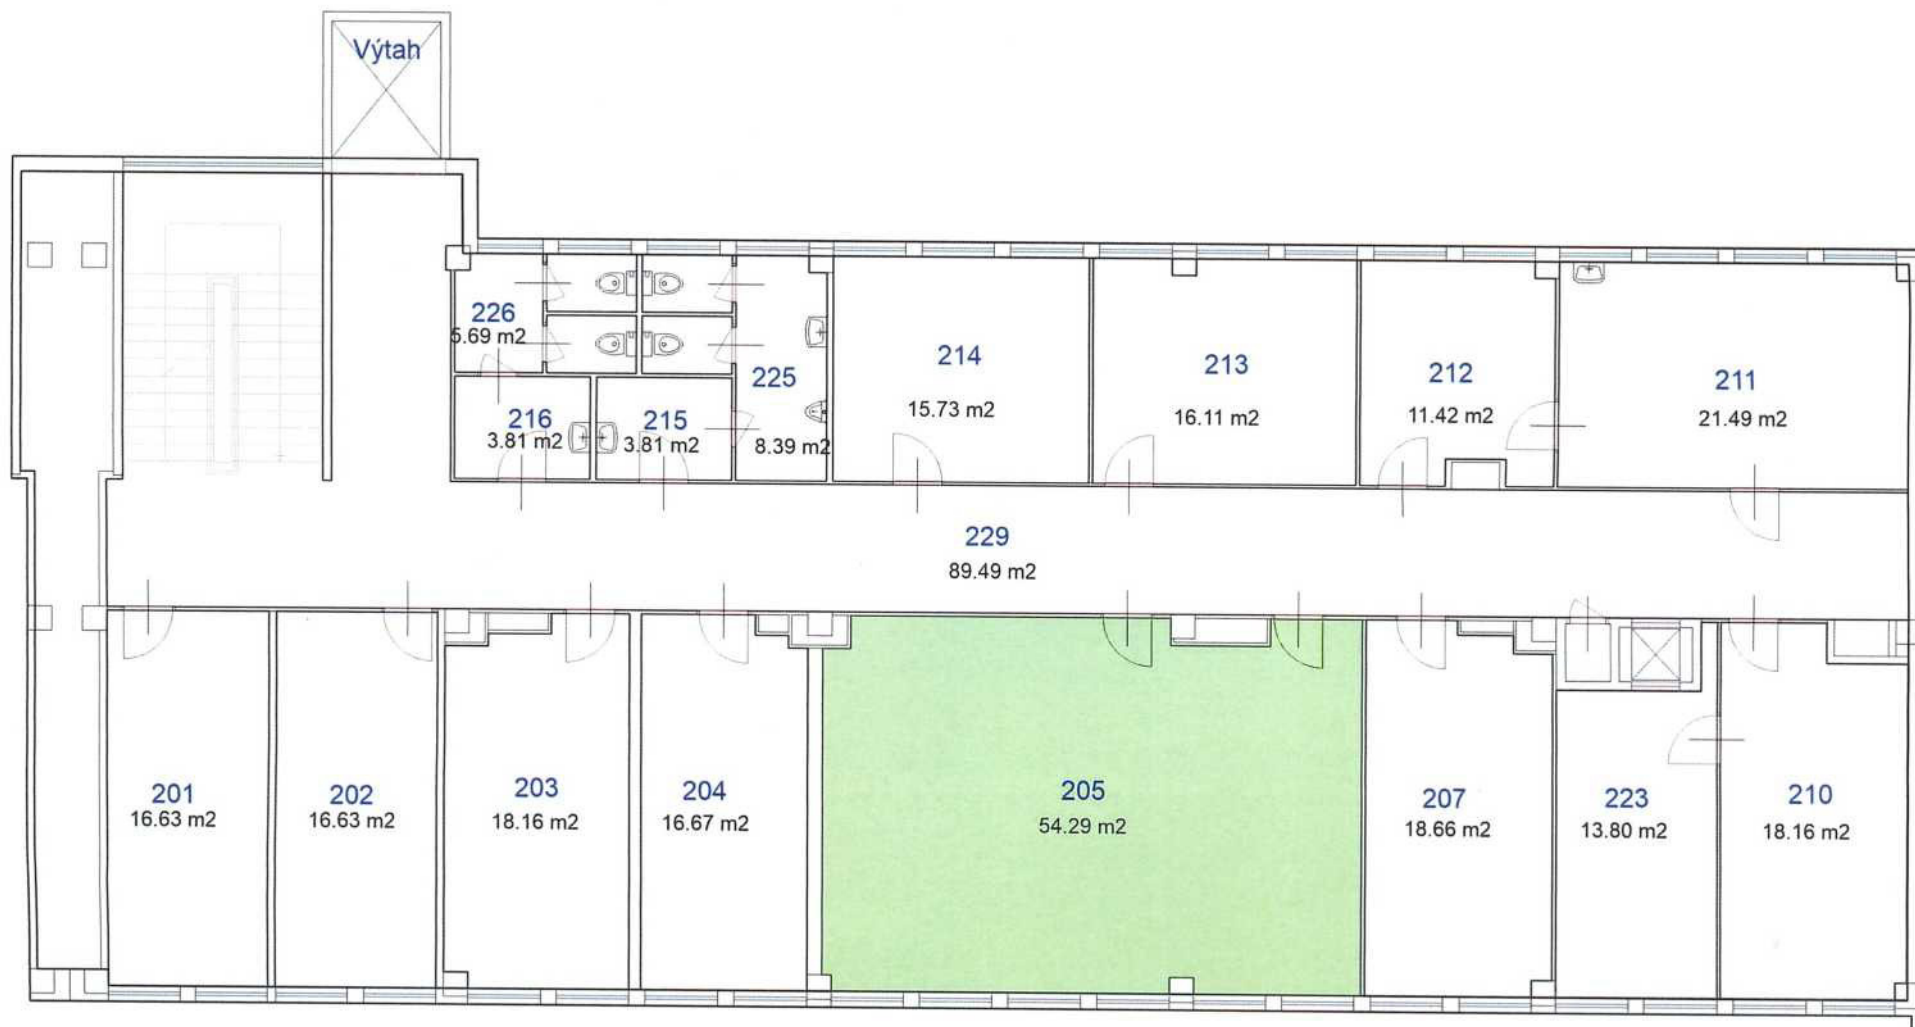 Výtah
226
5.69 m2
216
3.81 m2
215
3.81 m2
225
8.39 m2
214
15.73 m2
213
16.11 m2
212
11.42 m2
211
21.49 m2
229
89.49 m2
201
16.63 m2
202
16.63 m2
203
18.16 m2
204
16.67 m2
205
54.29 m2
207
18.66 m2
223
13.80 m2
210
18.16 m2